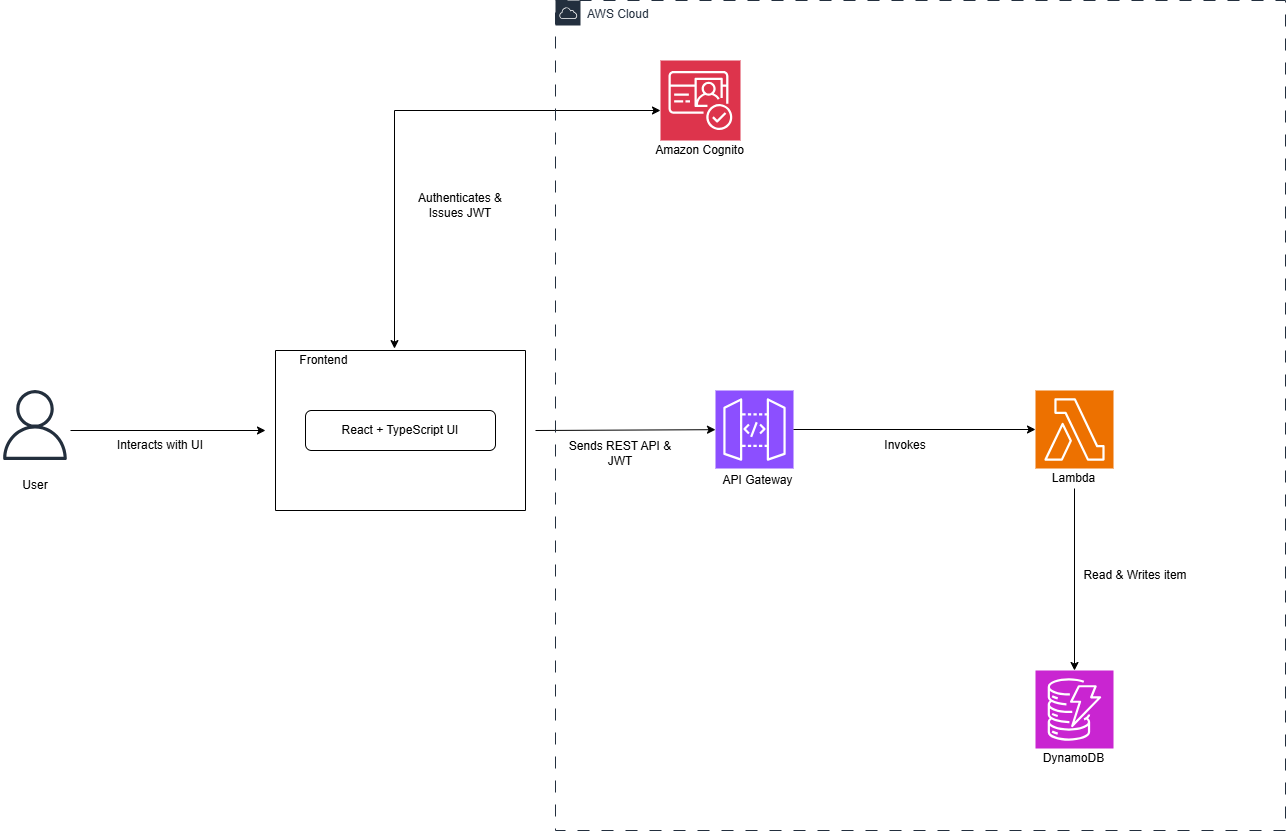 AWS Cloud
Amazon Cognito
Authenticates &
Issues JWT
Frontend
React + TypeScript UI
Interacts with UI
User
Sends REST API &
JWT
</>
API Gateway
Invokes
Lambda
Read & Writes item
DynamoDB